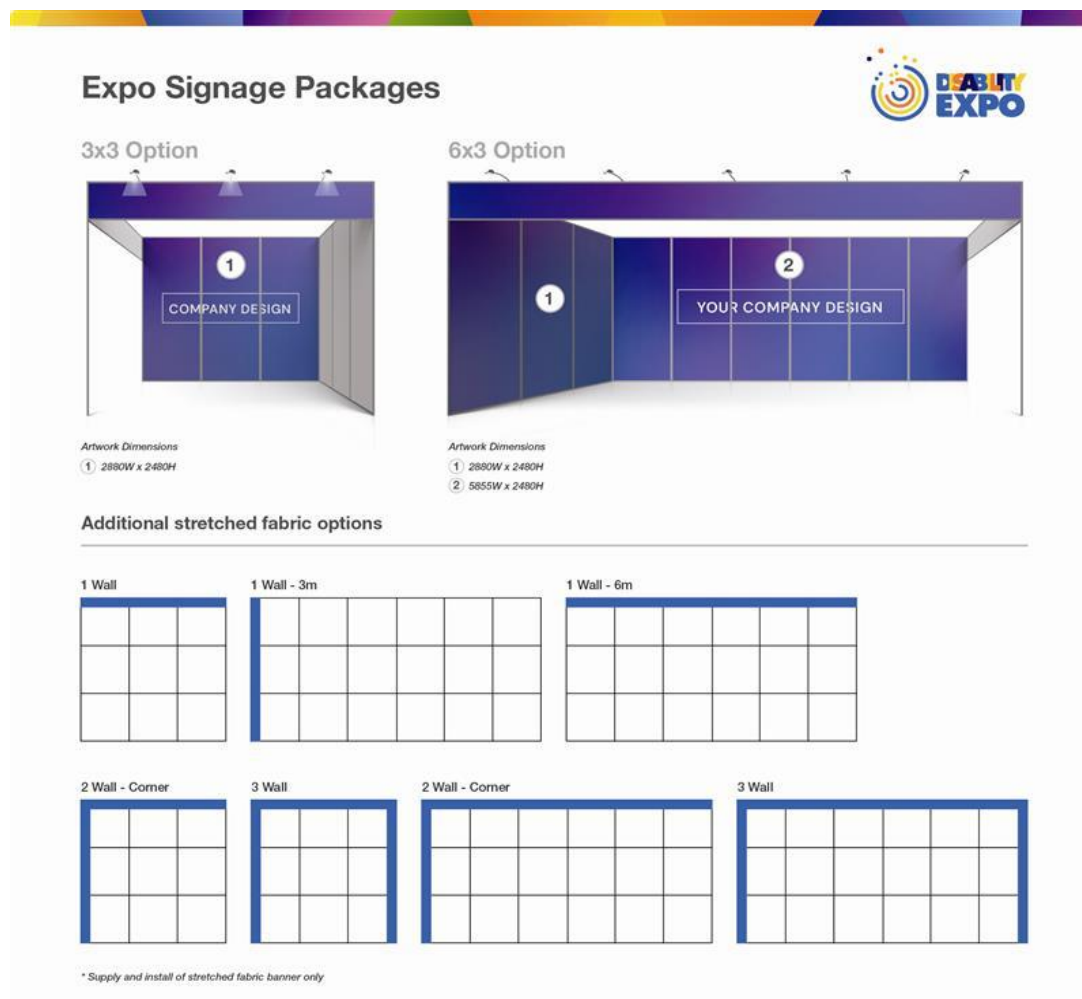 Expo Signage Packages
DISABILITY
EXPO
3x3 Option
6x3 Option
1
COMPANY DESIGN
1
2
YOUR COMPANY DESIGN
Artwork Dimensions
1 2880W x 2480H
Artwork Dimensions
1 2880W x 2480H
2 5855W x 2480H
Additional stretched fabric options
1 Wall
1 Wall - 3m
1 Wall - 6m
2 Wall - Corner
3 Wall
2 Wall - Corner
3 Wall
* Supply and install of stretched fabric banner only